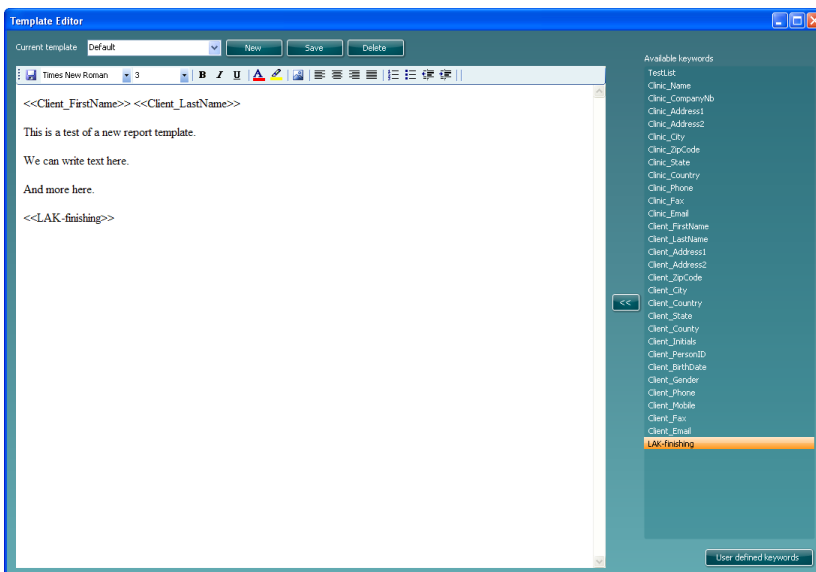 Template Editor
Current template Default New Save Delete
Available keywords
Times New Roman 3 B I U A
<<Client_FirstName>> <<Client_LastName>>
This is a test of a new report template.
We can write text here.
And more here.
<<LAK-finishing>>
<<
TestList
Clinic_Name
Clinic_CompanyNb
Clinic_Address1
Clinic_Address2
Clinic_City
Clinic_ZipCode
Clinic_State
Clinic_Country
Clinic_Phone
Clinic_Fax
Clinic_Email
Client_FirstName
Client_LastName
Client_Address1
Client_Address2
Client_ZipCode
Client_City
Client_Country
Client_State
Client_County
Client_Initials
Client_PersonID
Client_BirthDate
Client_Gender
Client_Phone
Client_Mobile
Client_Fax
Client_Email
LAK-finishing
User defined keywords